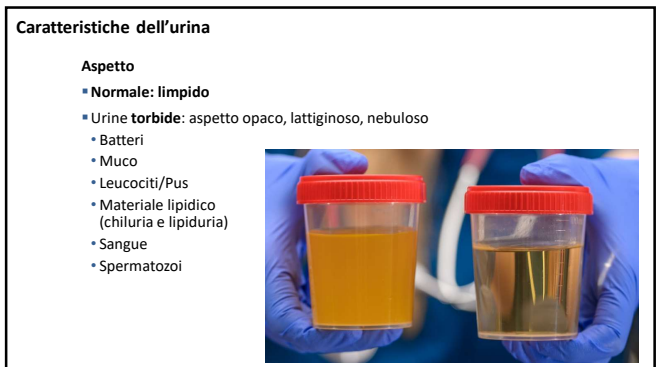 Caratteristiche dell'urina
Aspetto
▪ Normale: limpido
▪ Urine torbide: aspetto opaco, lattiginoso, nebuloso
• Batteri
• Muco
• Leucociti/Pus
• Materiale lipidico
(chiluria e lipiduria)
• Sangue
• Spermatozoi